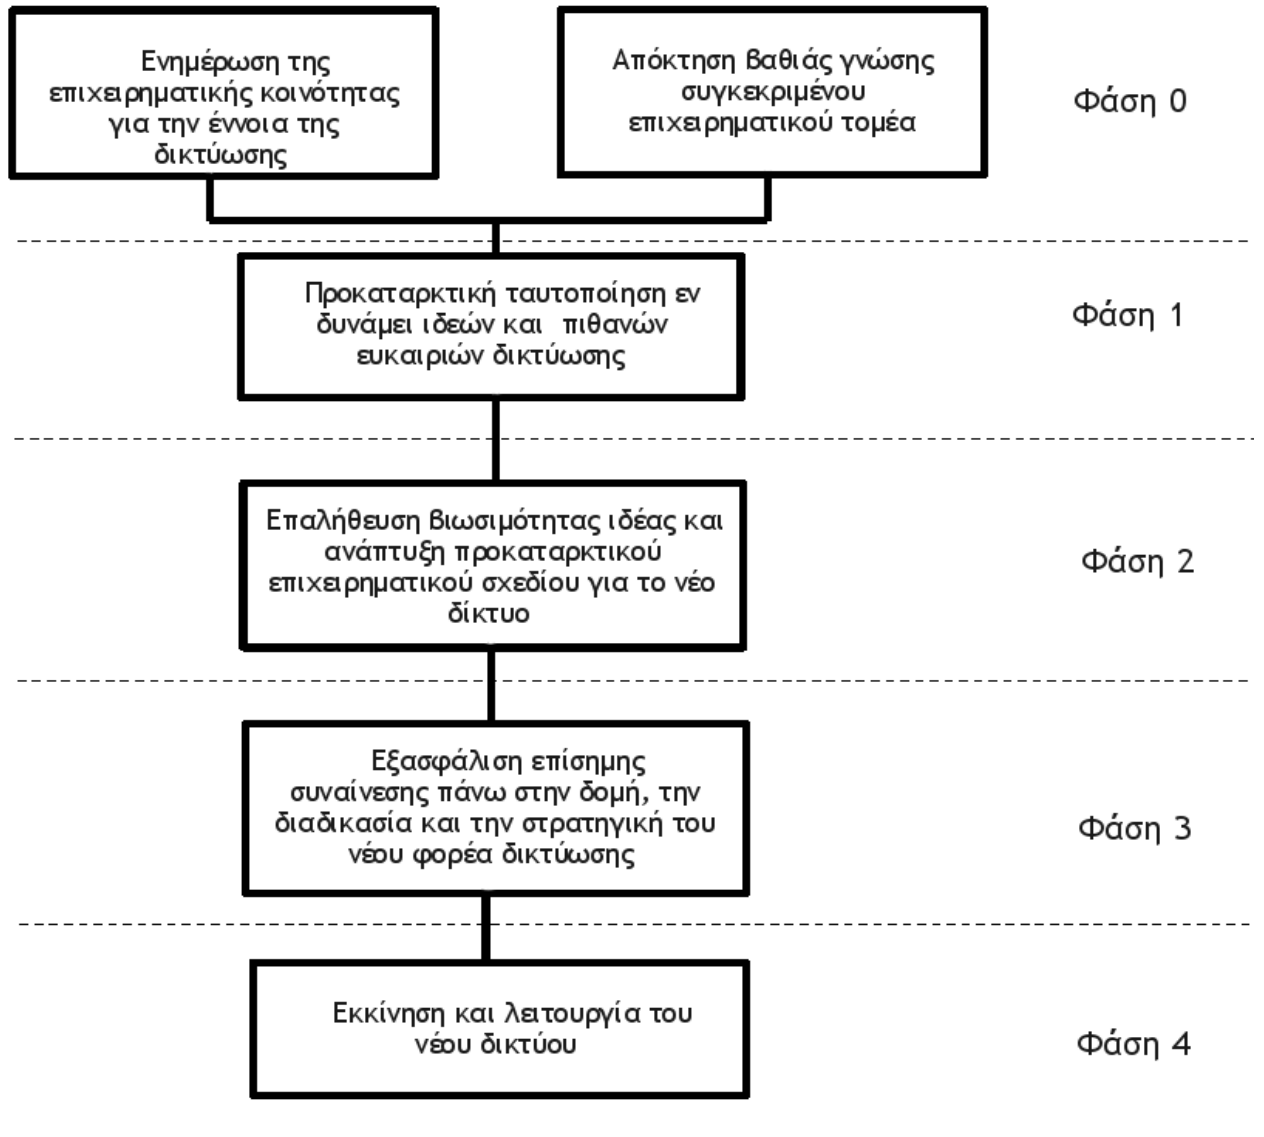 Ενημέρωση της
επιχειρηματικής κοινότητας
για την έννοια της
δικτύωσης
Απόκτηση βαθιάς γνώσης
συγκεκριμένου
επιχειρηματικού τομέα
Φάση 0
Προκαταρκτική ταυτοποίηση εν
δυνάμει ιδεών και πιθανών
ευκαιριών δικτύωσης
Φάση 1
Επαλήθευση βιωσιμότητας ιδέας και
ανάπτυξη προκαταρκτικού
επιχειρηματικού σχεδίου για το νέο
δίκτυο
Φάση 2
Εξασφάλιση επίσημης
συναίνεσης πάνω στην δομή, την
διαδικασία και την στρατηγική του
νέου φορέα δικτύωσης
Φάση 3
Εκκίνηση και λειτουργία του
νέου δικτύου
Φάση 4